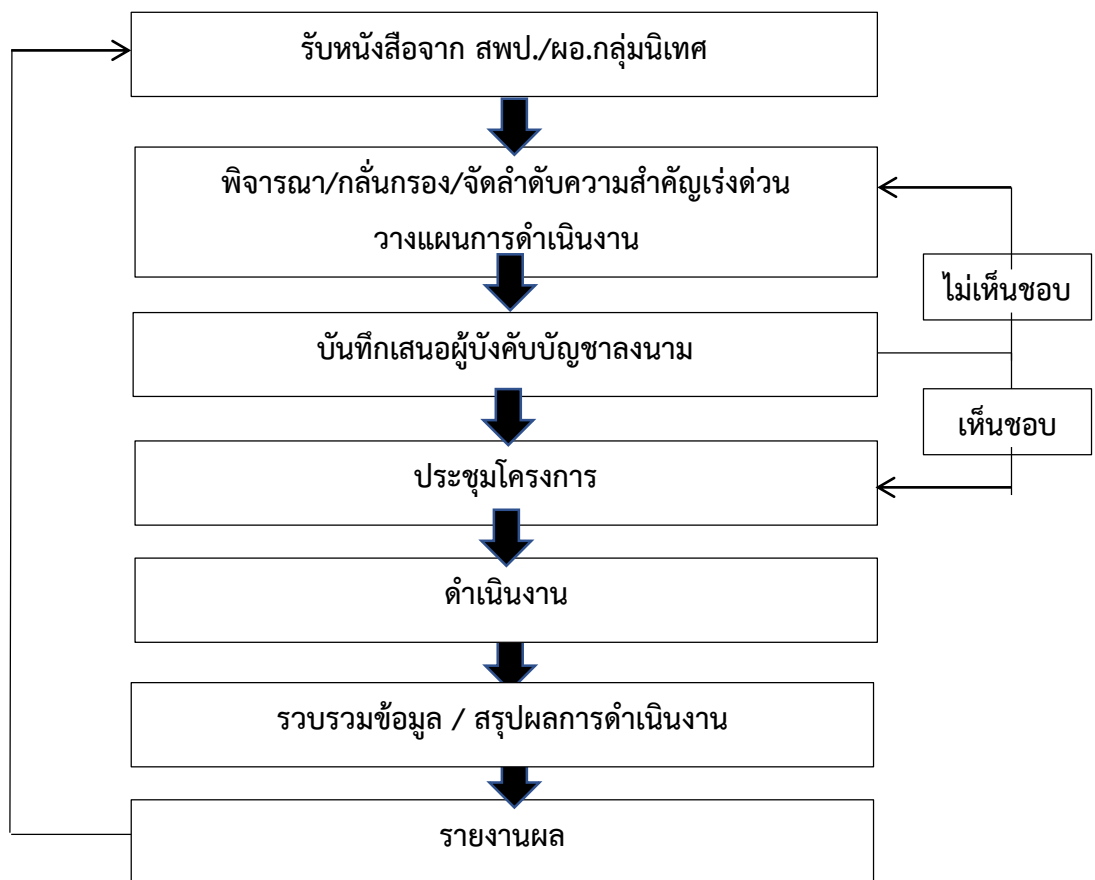 รับหนังสือจาก สพป./ผอ.กลุ่มนิเทศ
พิจารณา/กลั่นกรอง/จัดลำดับความสำคัญเร่งด่วน
วางแผนการดำเนินงาน
ไม่เห็นชอบ
บันทึกเสนอผู้บังคับบัญชาลงนาม
เห็นชอบ
ประชุมโครงการ
ดำเนินงาน
รวบรวมข้อมูล / สรุปผลการดำเนินงาน
รายงานผล